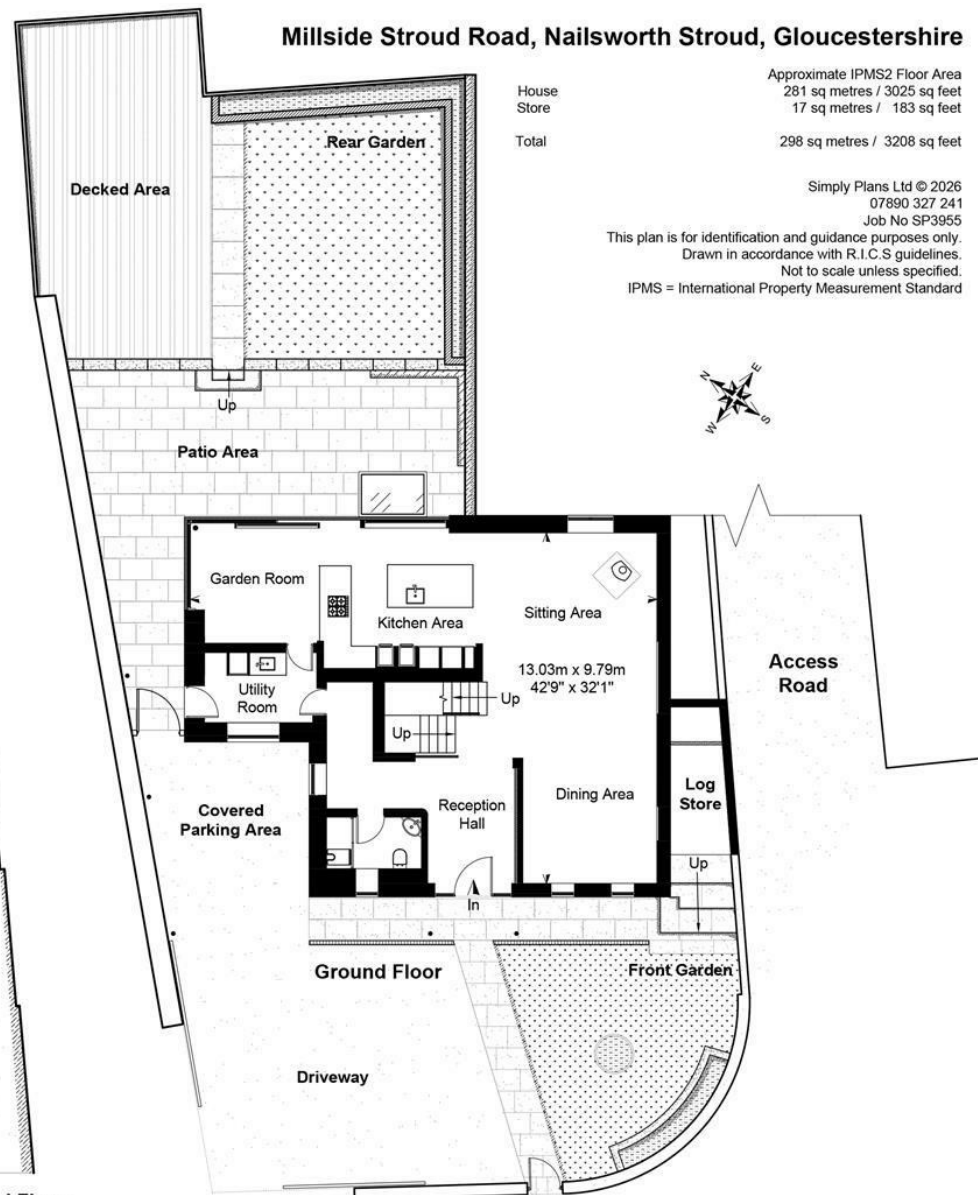 Millside Stroud Road, Nailsworth Stroud, Gloucestershire
Approximate IPMS2 Floor Area
House 281 sq metres / 3025 sq feet
Store 17 sq metres / 183 sq feet
Total 298 sq metres / 3208 sq feet
Simply Plans Ltd © 2026
07890 327 241
Job No SP3955
This plan is for identification and guidance purposes only.
Drawn in accordance with R.I.C.S guidelines.
Not to scale unless specified.
IPMS = International Property Measurement Standard
Rear Garden
Decked Area
N
E
S
W
Up
Patio Area
Garden Room
Kitchen Area
Sitting Area
13.03m x 9.79m
42'9" x 32'1"
Utility
Room
Up
Up
Access
Road
Covered
Parking Area
Reception
Hall
Dining Area
Log
Store
Up
In
Ground Floor
Front Garden
Driveway